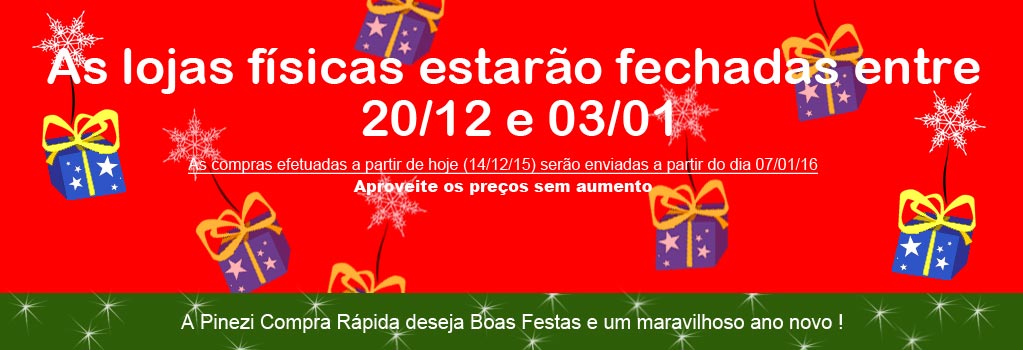 As lojas físicas estarão fechadas entre
20/12 e 03/01
As compras efetuadas a partir de hoje (14/12/15) serão enviadas a partir do dia 07/01/16
Aproveite os preços sem aumento
A Pinezi Compra Rápida deseja Boas Festas e um maravilhoso ano novo !